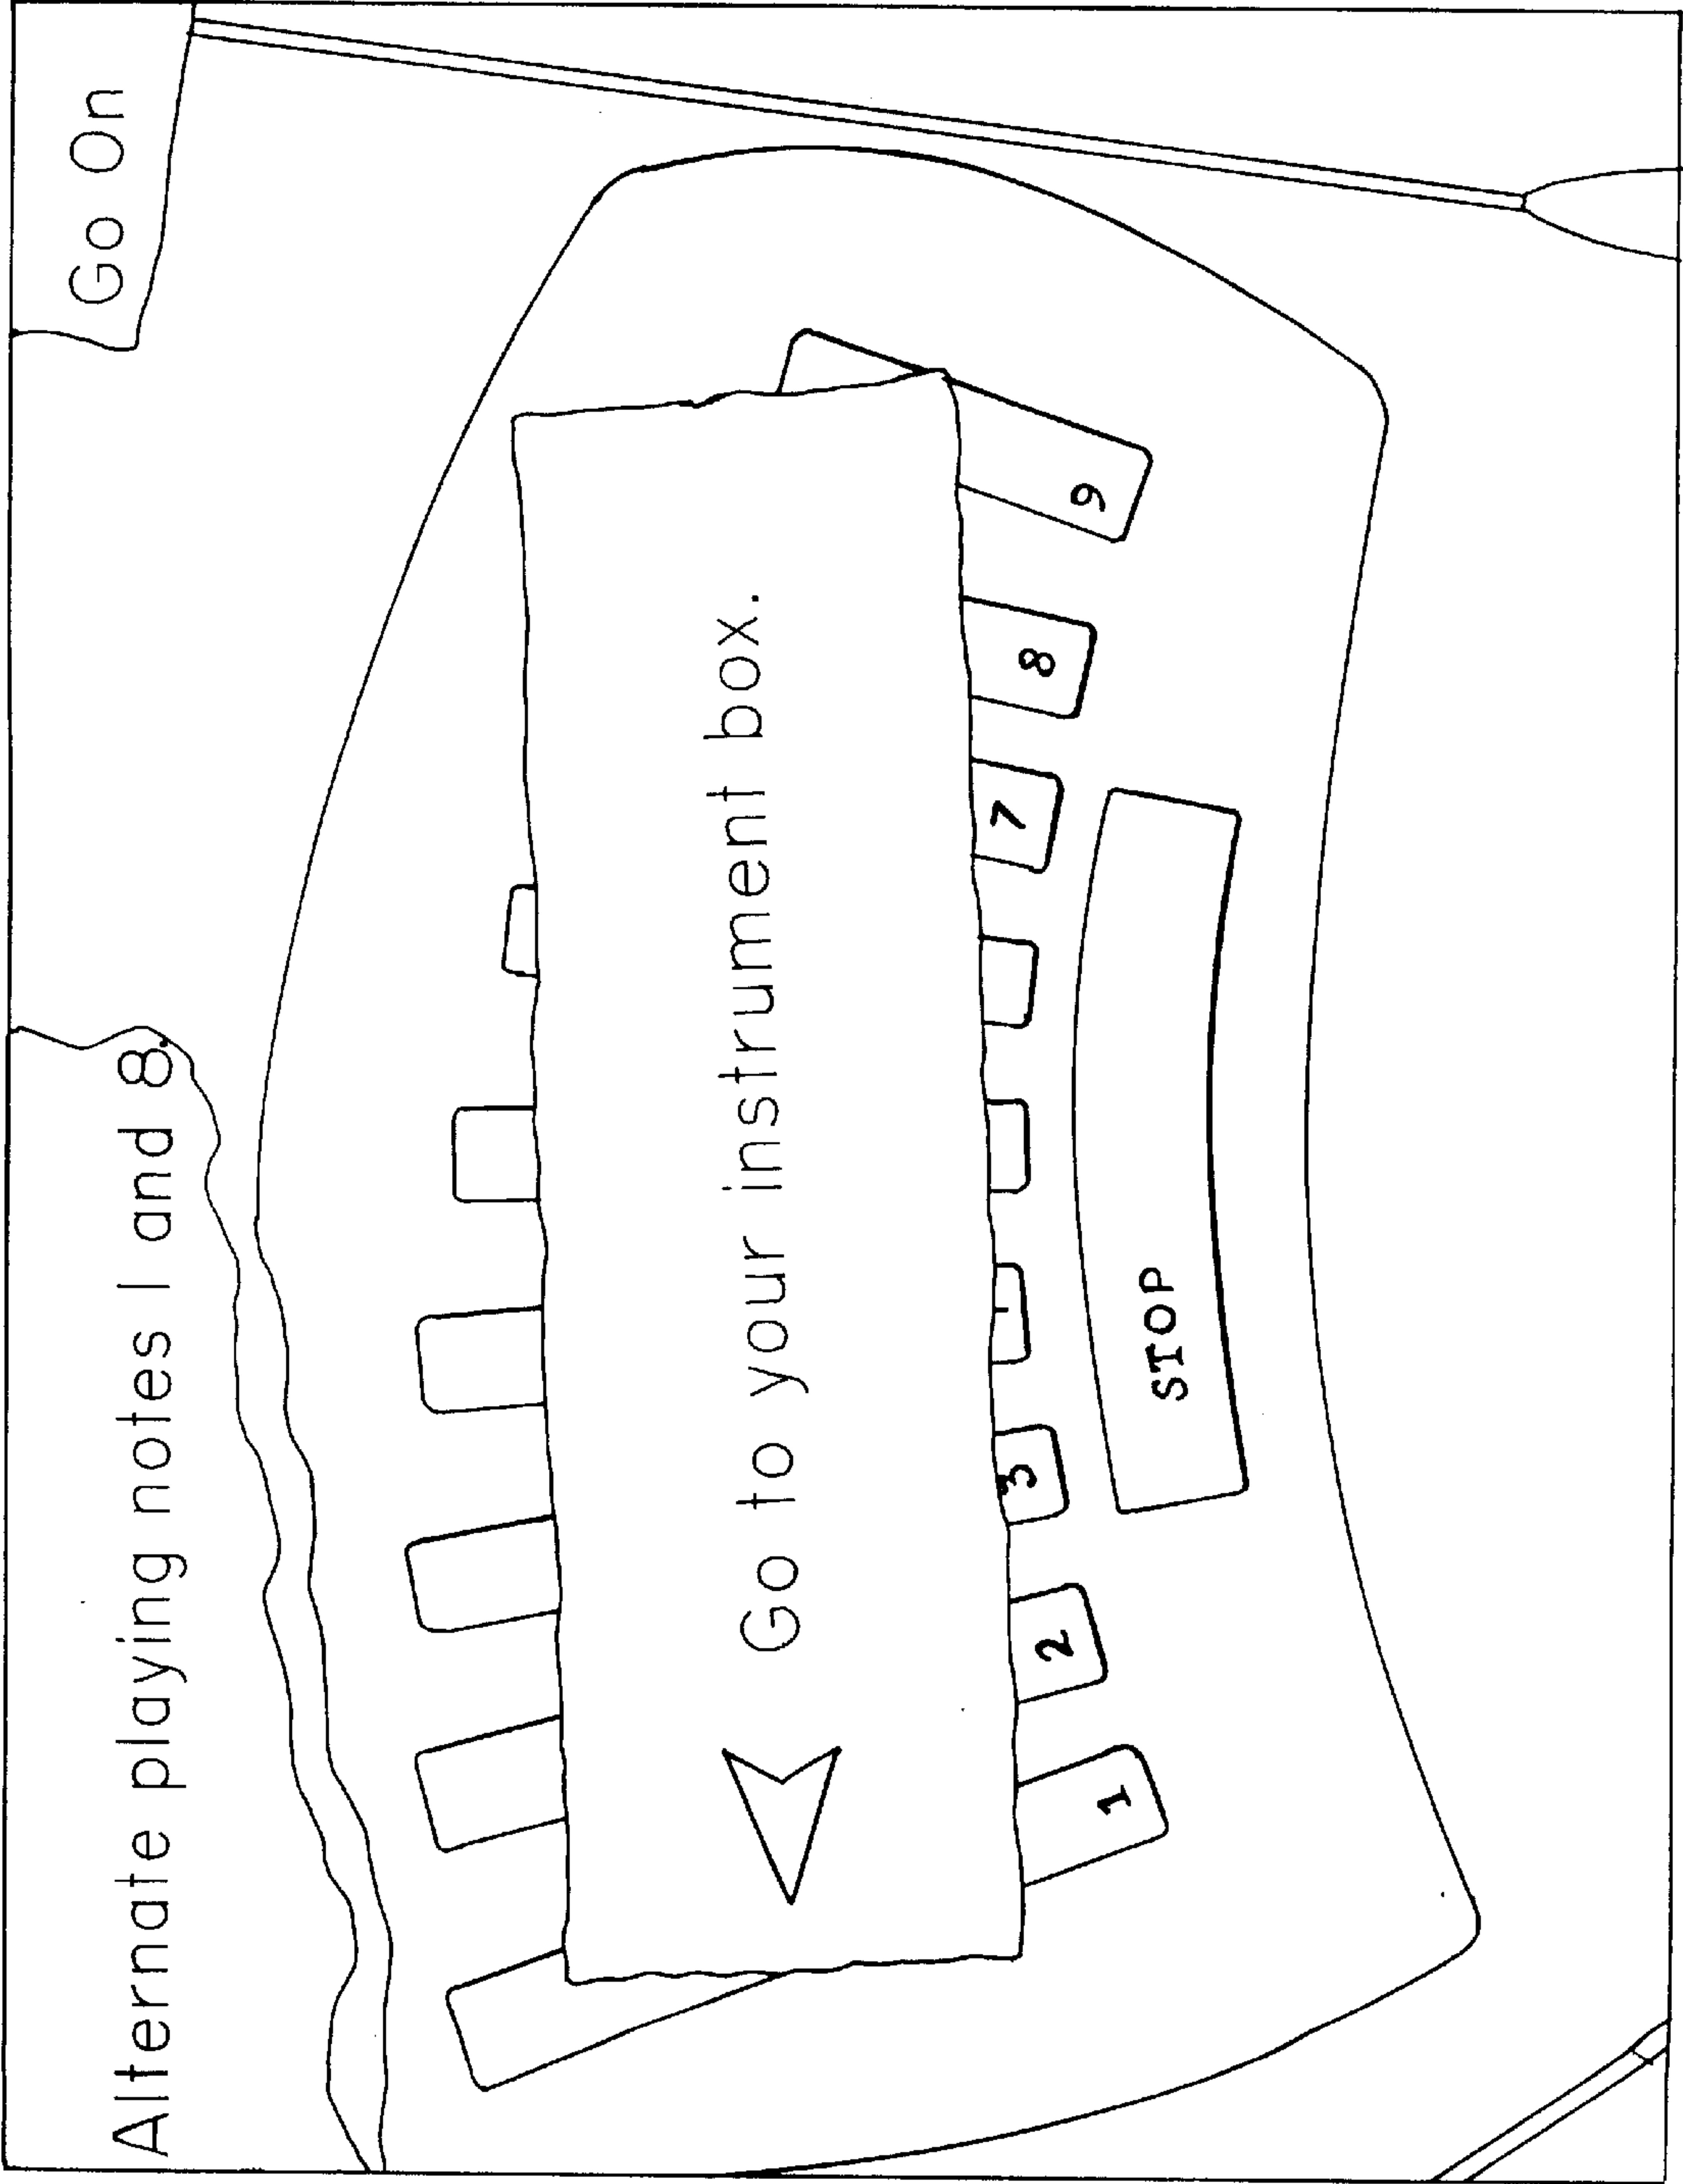 Go On
Alternate playing notes 1 and 8.
Go to your instrument box.
1
2
3
7
8
9
STOP